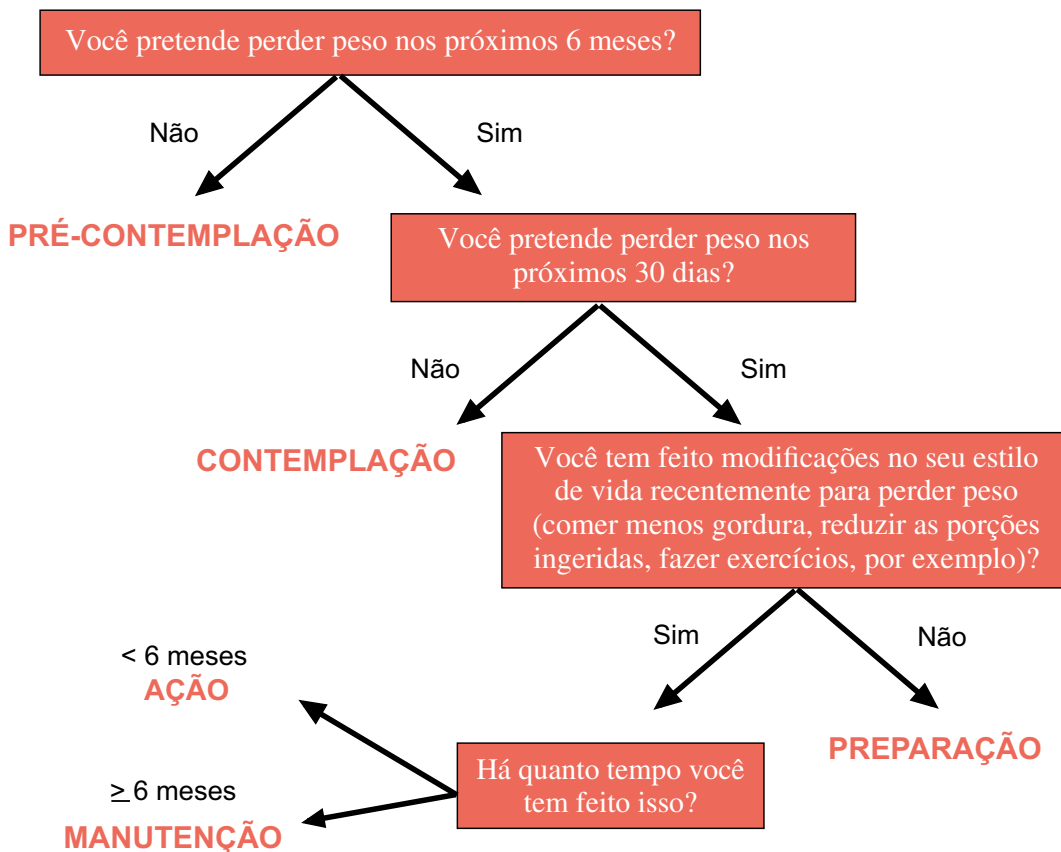 Você pretende perder peso nos próximos 6 meses?
Não
Sim
PRÉ-CONTEMPLAÇÃO
Você pretende perder peso nos
próximos 30 dias?
Não
Sim
CONTEMPLAÇÃO
Você tem feito modificações no seu estilo
de vida recentemente para perder peso
(comer menos gordura, reduzir as porções
ingeridas, fazer exercícios, por exemplo)?
Sim
Não
< 6 meses
AÇÃO
PREPARAÇÃO
Há quanto tempo você
tem feito isso?
≥ 6 meses
MANUTENÇÃO